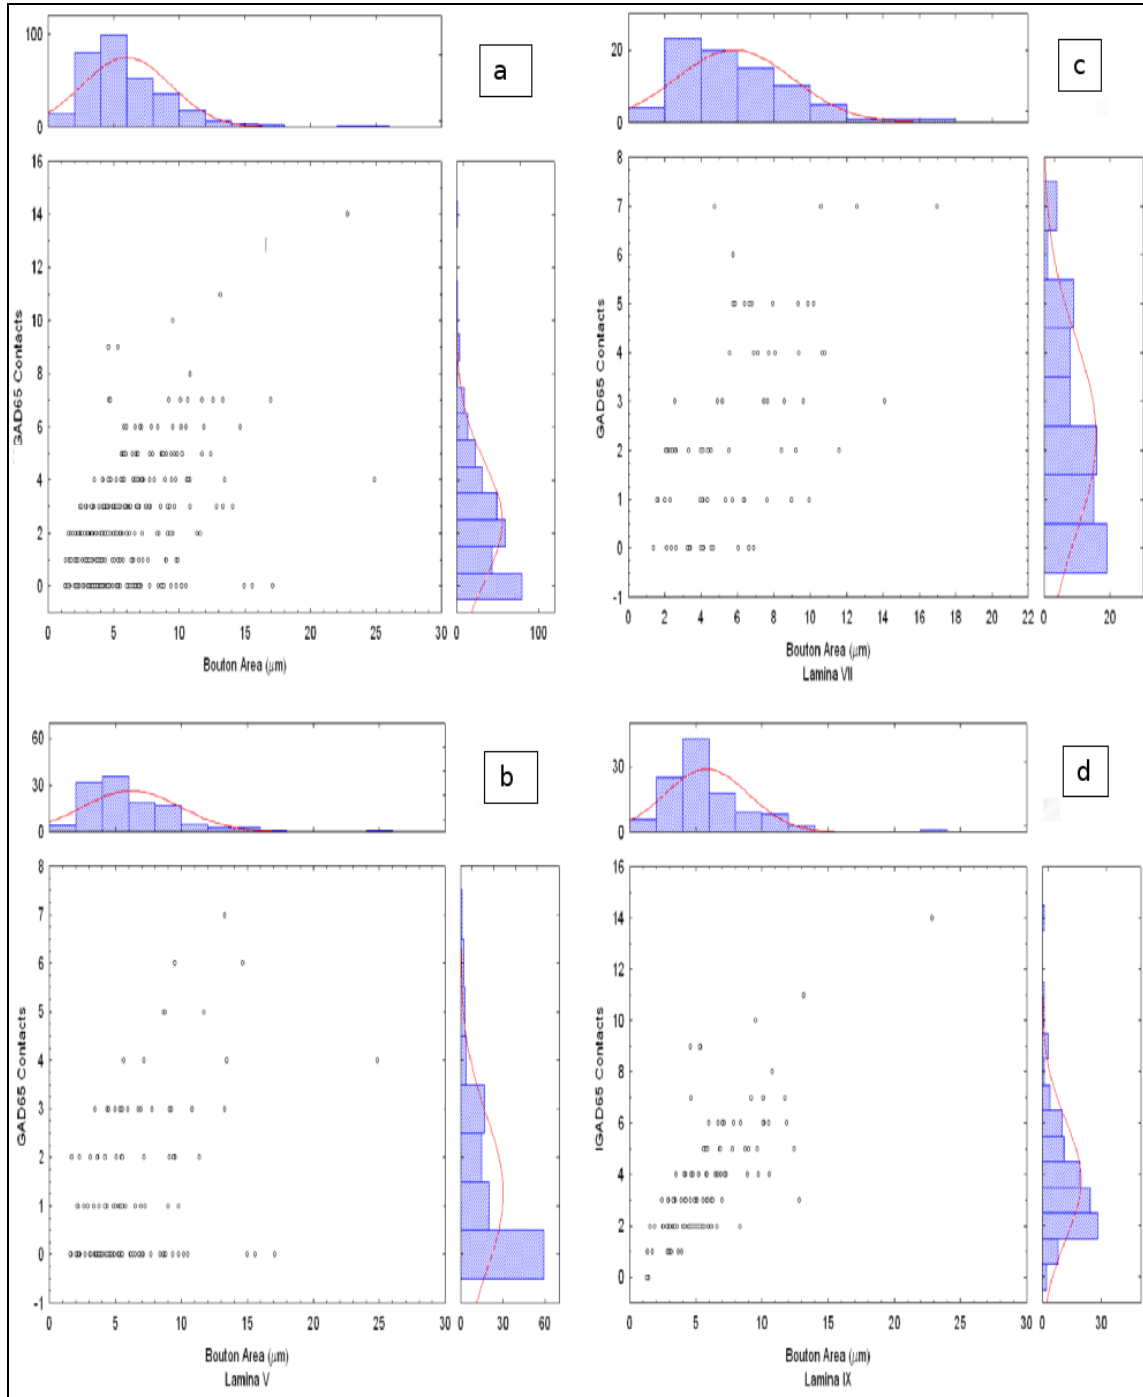 100
0
a
16
14
12
10
8
6
4
2
0
GAD65 Contacts
0 5 10 15 20 25 30
0 100
Bouton Area (μm)
20
0
c
8
7
6
5
4
3
2
1
0
-1
GAD65 Contacts
0 2 4 6 8 10 12 14 16 18 20 22
0 20
Bouton Area (μm)
Lamina VII
60
30
0
b
8
7
6
5
4
3
2
1
0
-1
GAD65 Contacts
0 5 10 15 20 25 30
0 30 60
Bouton Area (μm)
Lamina V
30
0
d
16
14
12
10
8
6
4
2
0
IGAD65 Contacts
0 5 10 15 20 25 30
0 30
Bouton Area (μm)
Lamina IX